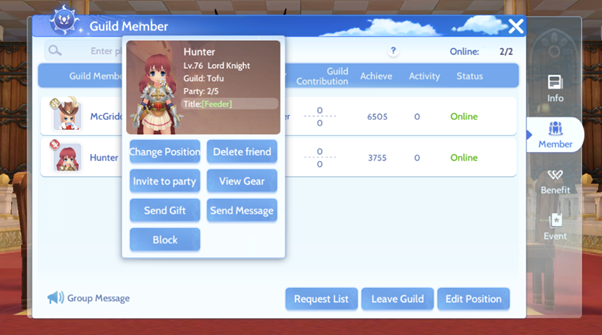 Guild Member
Enter pl
?
Online: 2/2
Guild Membe
Guild
Contribution
Achieve
Activity
Status
McGrid
er
0
0
6505
0
Online
Hunter
0
0
3755
0
Online
Hunter
Lv.76 Lord Knight
Guild: Tofu
Party: 2/5
Title:[Feeder]
Change Position
Delete friend
Invite to party
View Gear
Send Gift
Send Message
Block
Info
Member
Benefit
Event
Group Message
Request List
Leave Guild
Edit Position